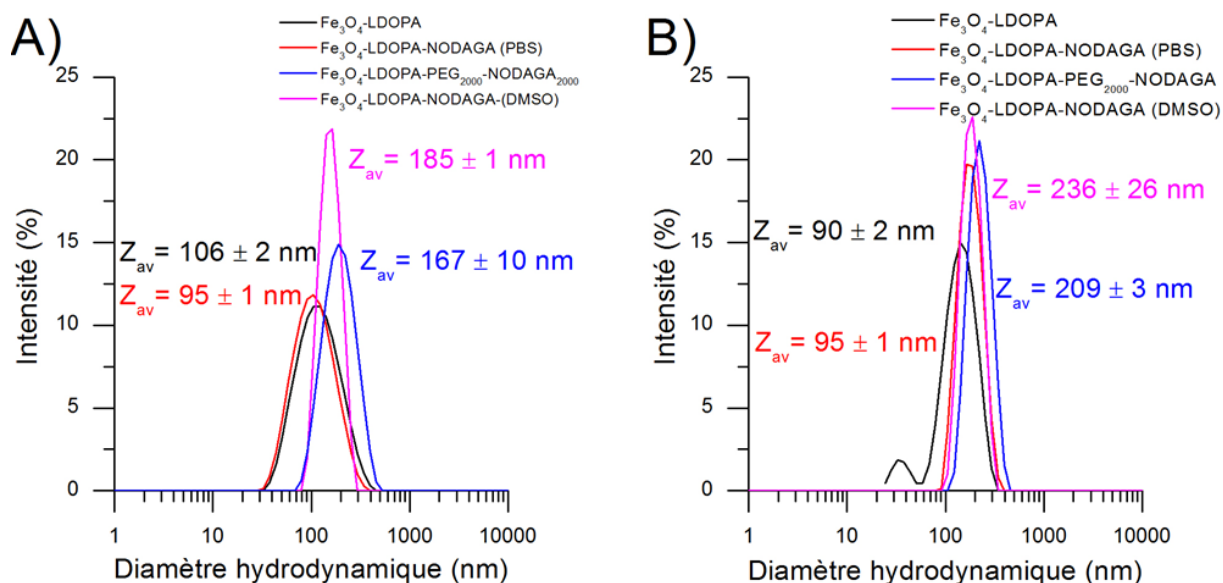 A)
Fe₃O₄-LDOPA
Fe₃O₄-LDOPA-NODAGA (PBS)
Fe₃O₄-LDOPA-PEG₂₀₀₀-NODAGA₂₀₀₀
Fe₃O₄-LDOPA-NODAGA-(DMSO)
25
20
15
10
5
0
Intensité (%)
Zav= 185 ± 1 nm
Zav= 106 ± 2 nm
Zav= 167 ± 10 nm
Zav= 95 ± 1 nm
1 10 100 1000 10000
Diamètre hydrodynamique (nm)
B)
Fe₃O₄-LDOPA
Fe₃O₄-LDOPA-NODAGA (PBS)
Fe₃O₄-LDOPA-PEG₂₀₀₀-NODAGA
Fe₃O₄-LDOPA-NODAGA (DMSO)
25
20
15
10
5
0
Intensité (%)
Zav= 236 ± 26 nm
Zav= 90 ± 2 nm
Zav= 209 ± 3 nm
Zav= 95 ± 1 nm
1 10 100 1000 10000
Diamètre hydrodynamique (nm)